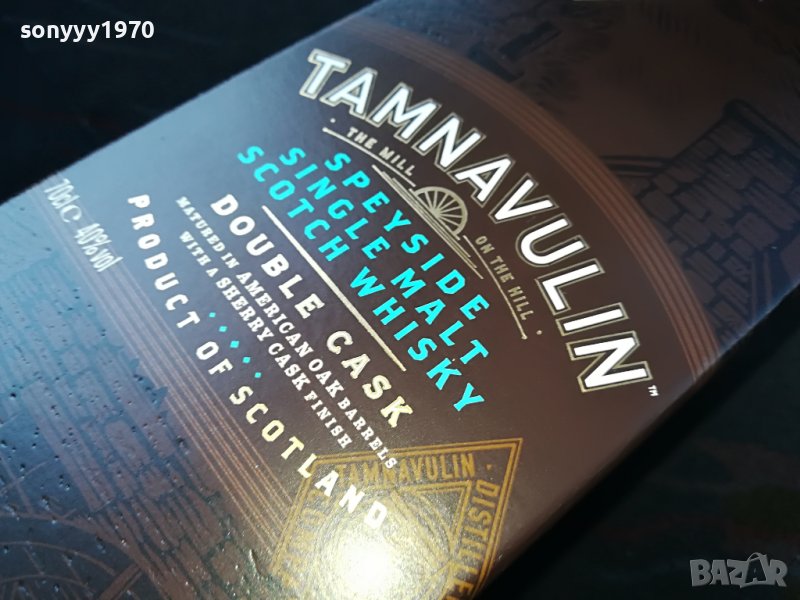 sonyyy1970
TAMNAVULIN™
· THE MILL ON THE HILL ·
SPEYSIDE
SINGLE MALT
SCOTCH WHISKY
DOUBLE CASK
MATURED IN AMERICAN OAK BARRELS
WITH A SHERRY CASK FINISH
PRODUCT OF SCOTLAND
70cl℮ 40%vol
· TAMNAVULIN ·
BAZAR